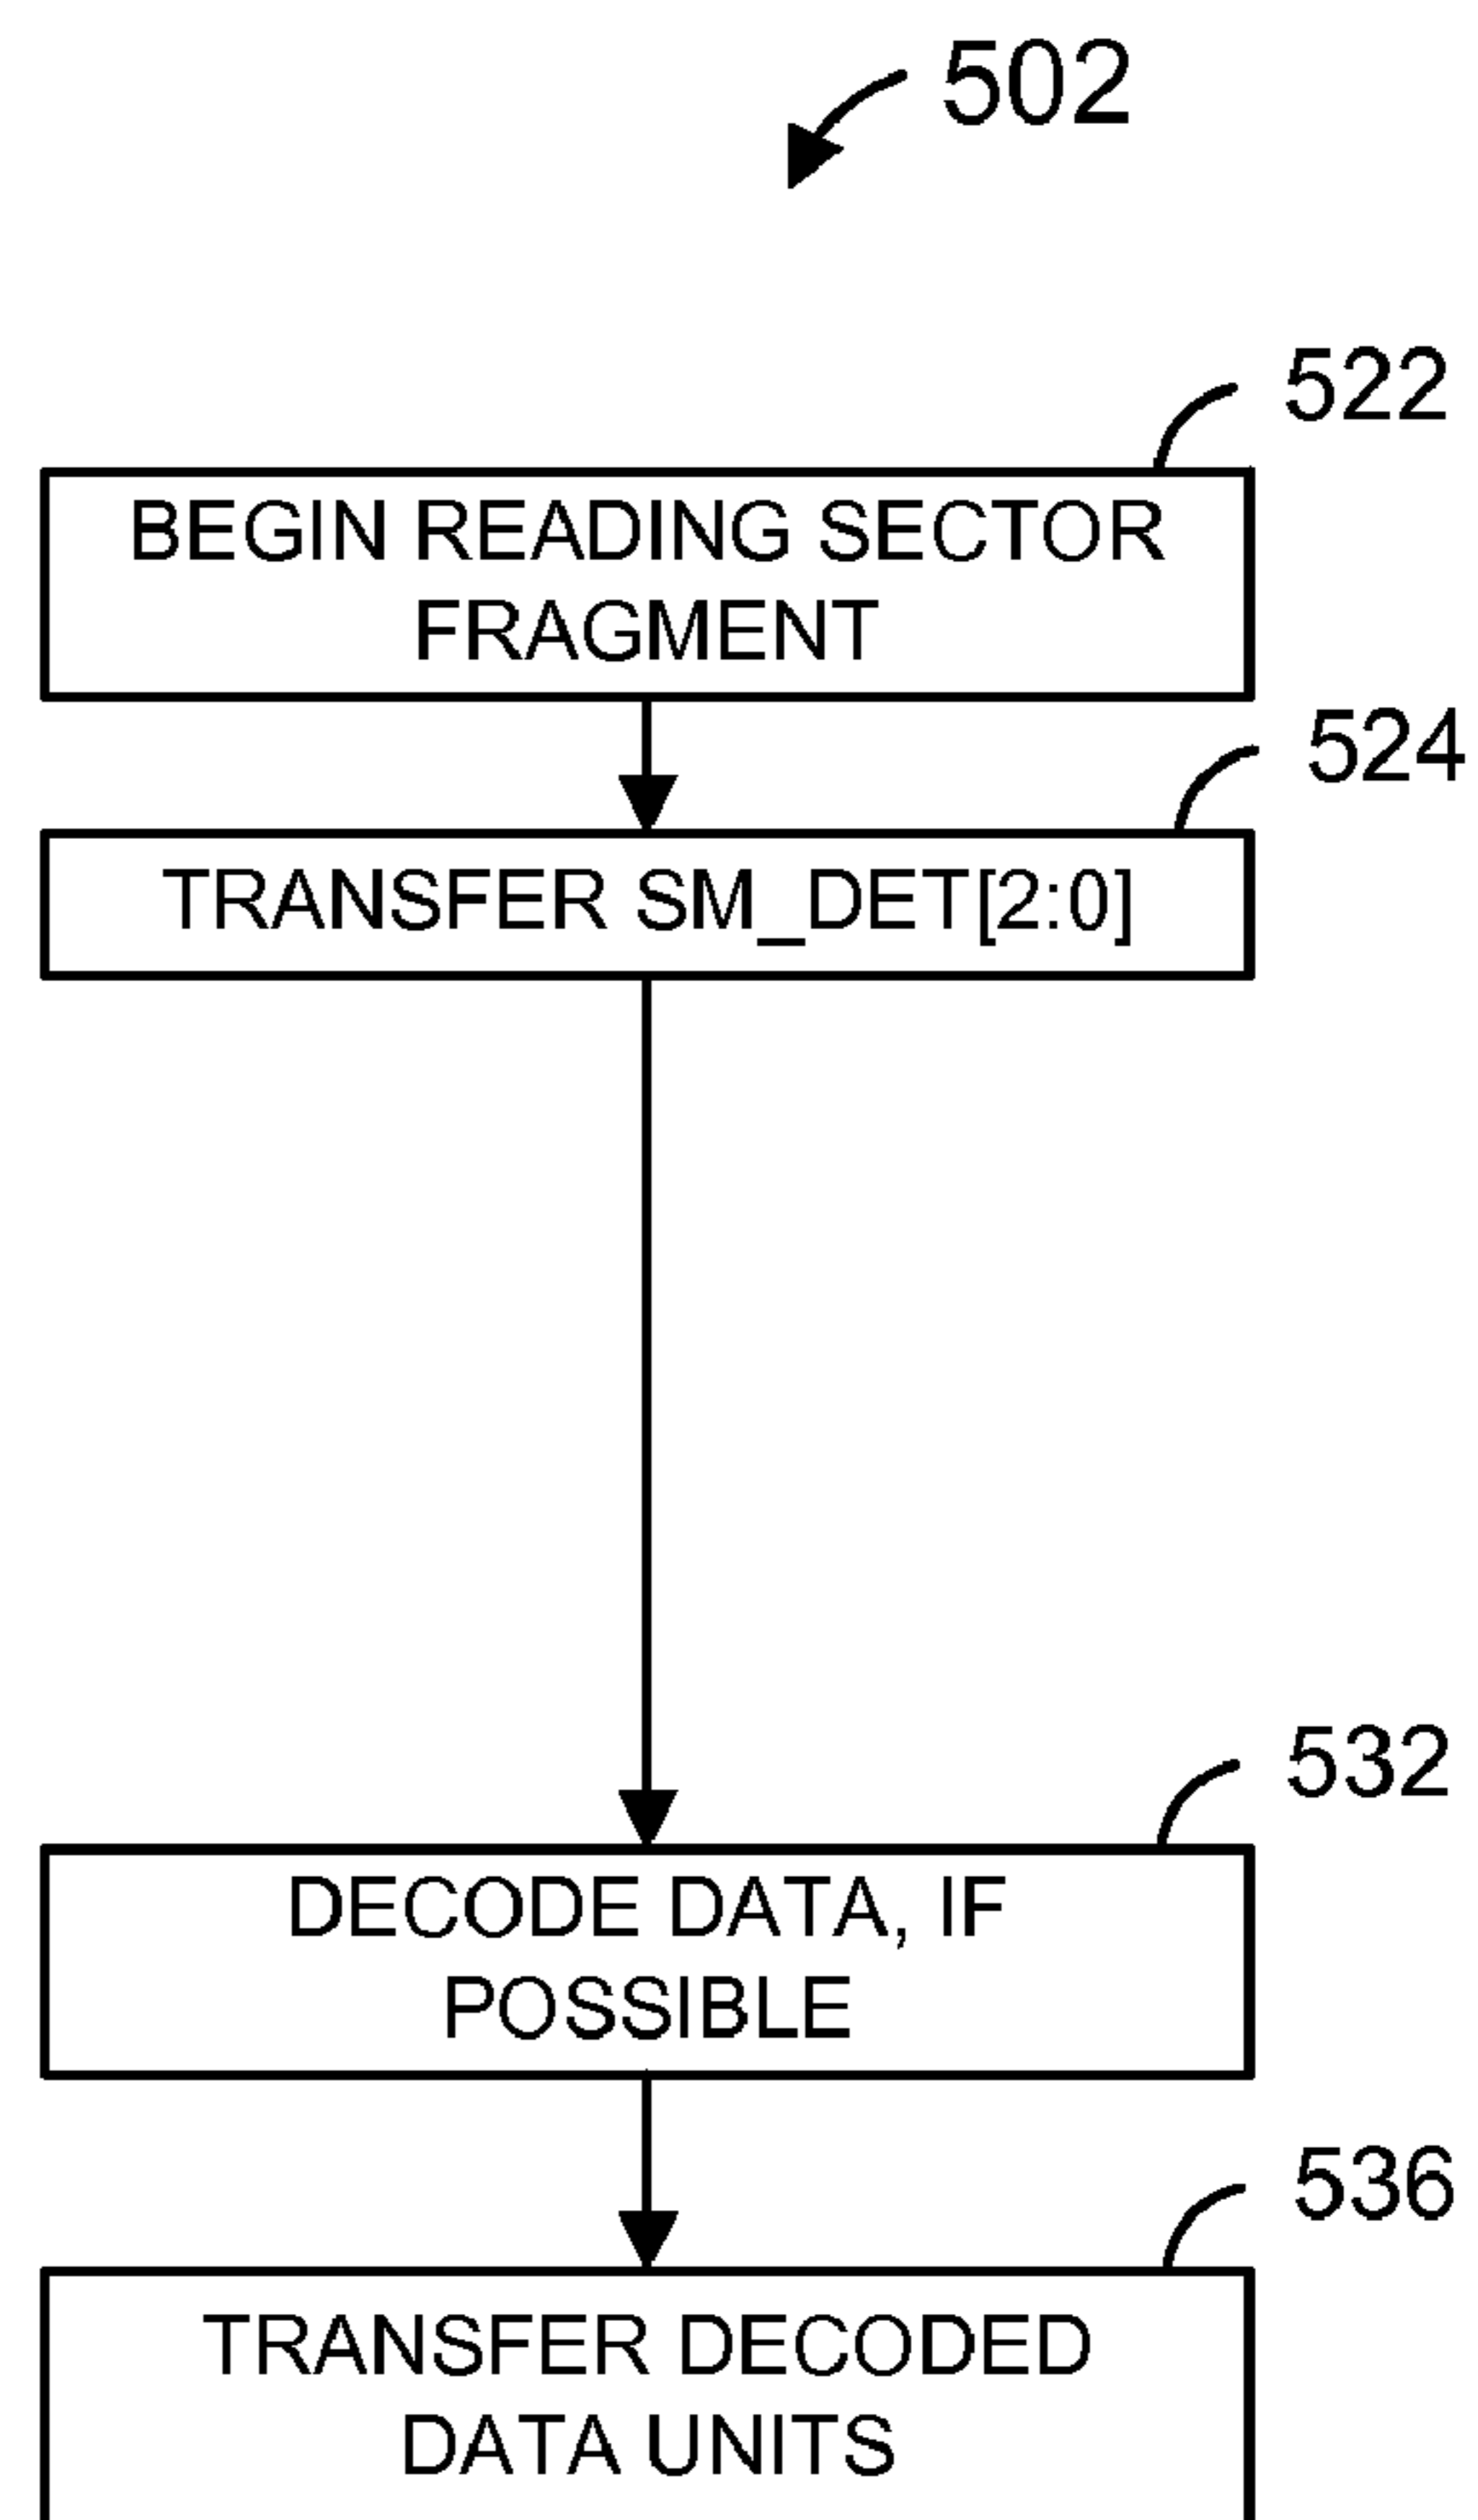 502
522
BEGIN READING SECTOR
FRAGMENT
524
TRANSFER SM_DET[2:0]
532
DECODE DATA, IF
POSSIBLE
536
TRANSFER DECODED
DATA UNITS